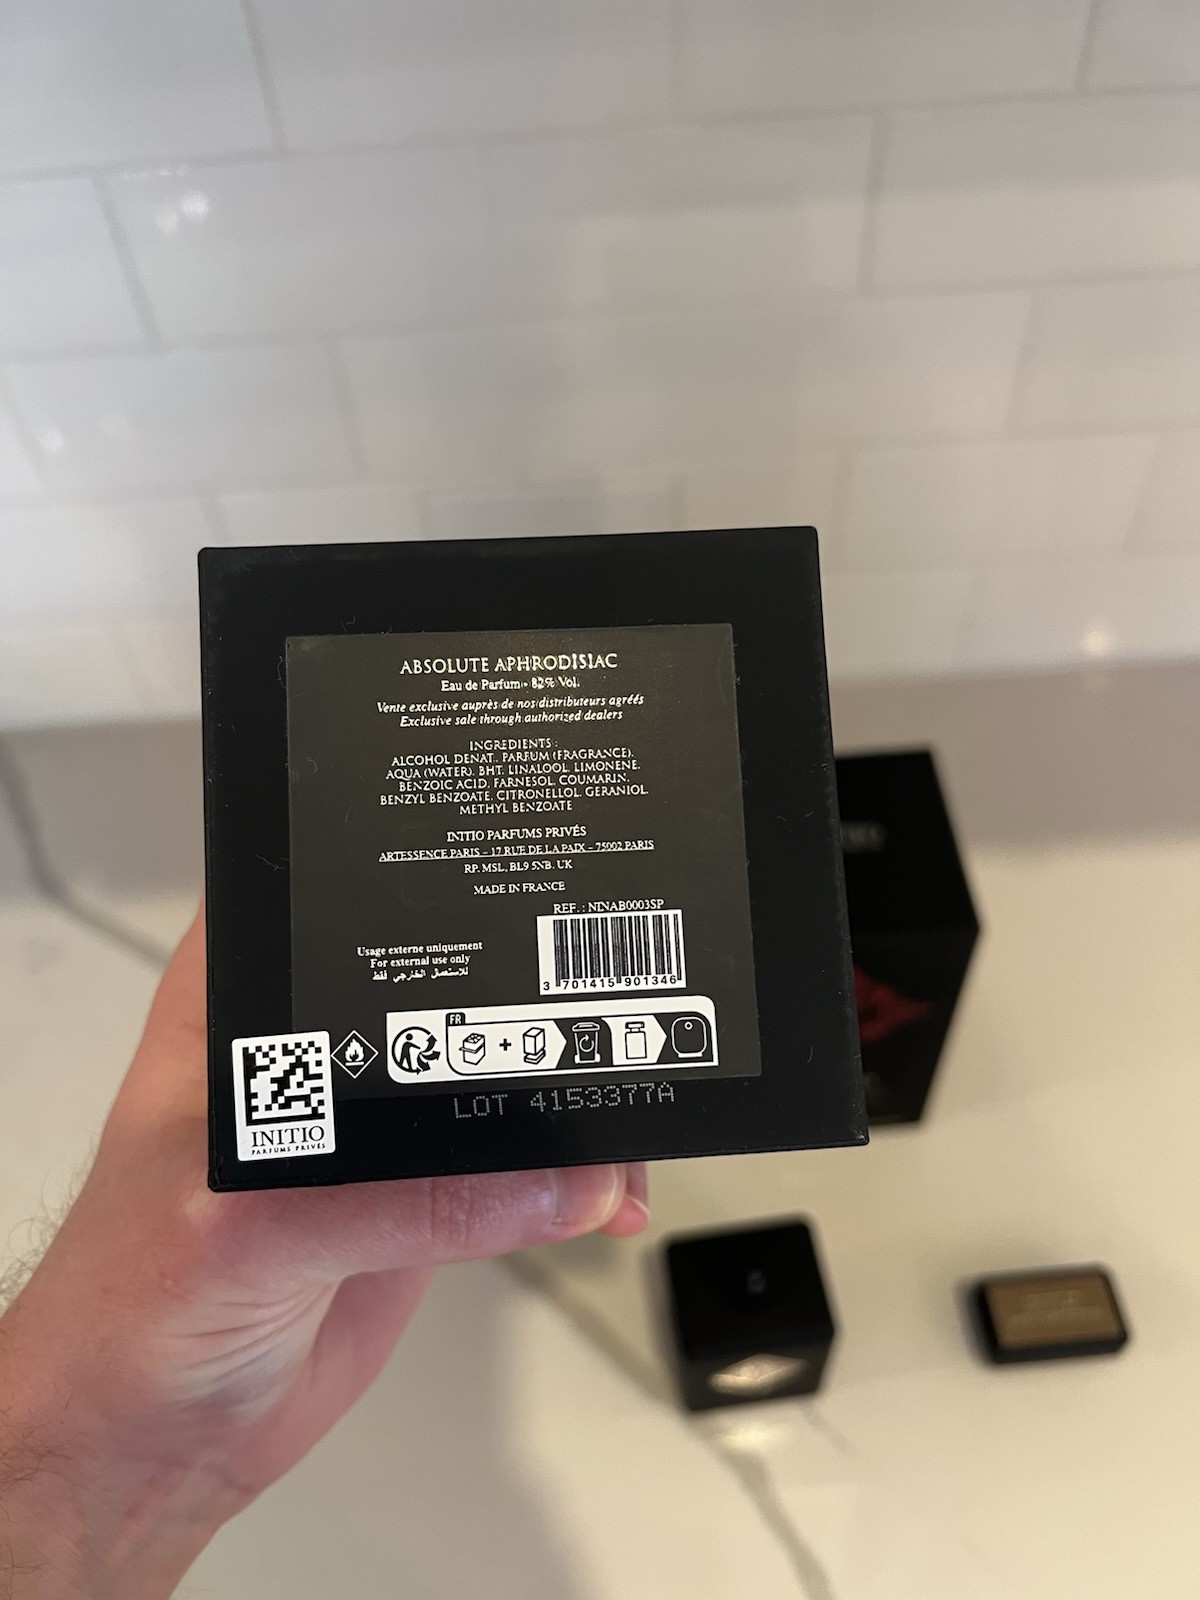 ABSOLUTE APHRODISIAC
Eau de Parfum - 82% Vol.
Vente exclusive auprès de nos distributeurs agréés
Exclusive sale through authorized dealers
INGREDIENTS :
ALCOHOL DENAT., PARFUM (FRAGRANCE),
AQUA (WATER), BHT, LINALOOL, LIMONENE,
BENZOIC ACID, FARNESOL, COUMARIN,
BENZYL BENZOATE, CITRONELLOL, GERANIOL,
METHYL BENZOATE
INITIO PARFUMS PRIVÉS
ARTESSENCE PARIS – 17 RUE DE LA PAIX – 75002 PARIS
RP. MSL, BL9 5NB, UK
MADE IN FRANCE
REF. : NINAB0003SP
3 701415 901346
Usage externe uniquement
For external use only
للاستعمال الخارجي فقط
FR
INITIO
PARFUMS PRIVÉS
LOT 4153377A